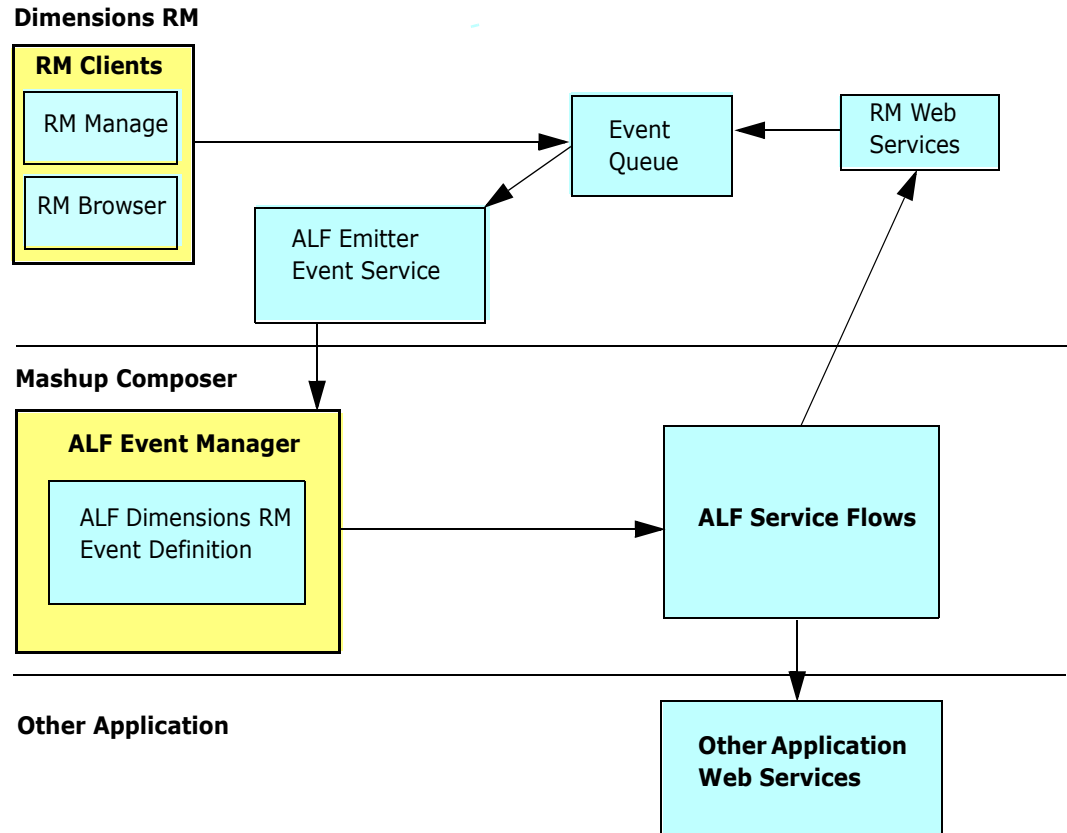 Dimensions RM
RM Clients
RM Manage
RM Browser
Event
Queue
RM Web
Services
ALF Emitter
Event Service
Mashup Composer
ALF Event Manager
ALF Dimensions RM
Event Definition
ALF Service Flows
Other Application
Other Application
Web Services